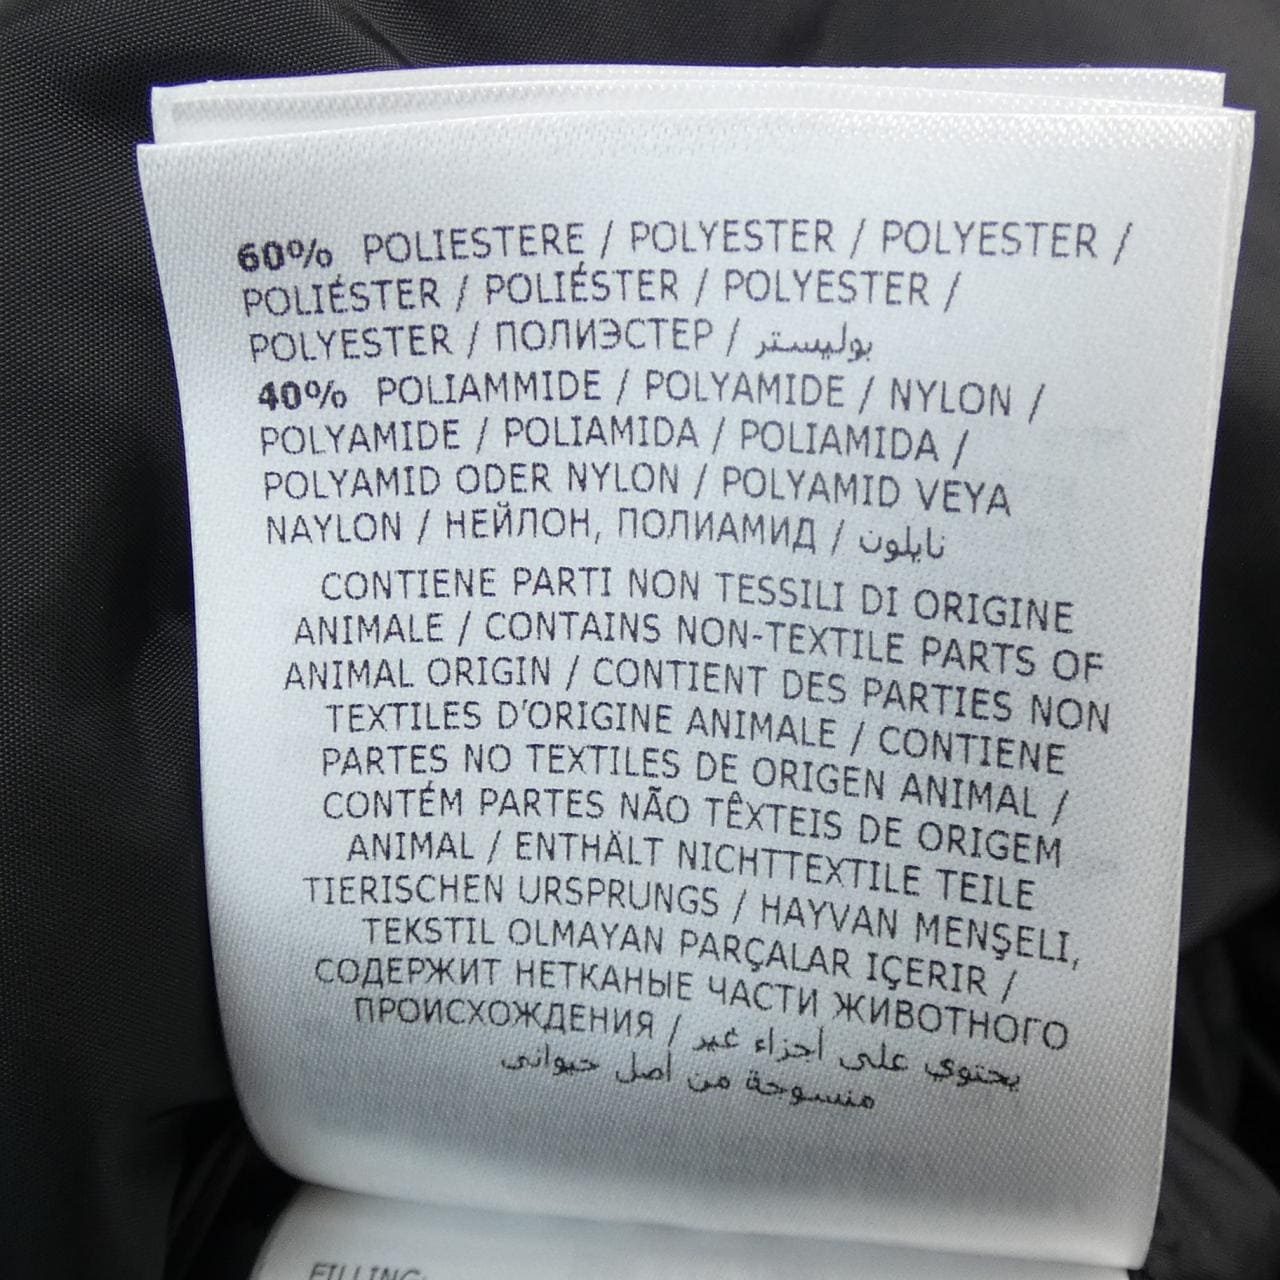 60% POLIESTERE / POLYESTER / POLYESTER /
POLIÉSTER / POLIÉSTER / POLYESTER /
POLYESTER / ПОЛИЭСТЕР / بوليستر
40% POLIAMMIDE / POLYAMIDE / NYLON /
POLYAMIDE / POLIAMIDA / POLIAMIDA /
POLYAMID ODER NYLON / POLYAMID VEYA
NAYLON / НЕЙЛОН, ПОЛИАМИД / نايلون
CONTIENE PARTI NON TESSILI DI ORIGINE
ANIMALE / CONTAINS NON-TEXTILE PARTS OF
ANIMAL ORIGIN / CONTIENT DES PARTIES NON
TEXTILES D'ORIGINE ANIMALE / CONTIENE
PARTES NO TEXTILES DE ORIGEN ANIMAL /
CONTÉM PARTES NÃO TÊXTEIS DE ORIGEM
ANIMAL / ENTHÄLT NICHTTEXTILE TEILE
TIERISCHEN URSPRUNGS / HAYVAN MENŞELI,
TEKSTIL OLMAYAN PARÇALAR IÇERIR /
СОДЕРЖИТ НЕТКАНЫЕ ЧАСТИ ЖИВОТНОГО
ПРОИСХОЖДЕНИЯ / يحتوي على أجزاء غير
منسوجة من أصل حيوانى
FILLING: